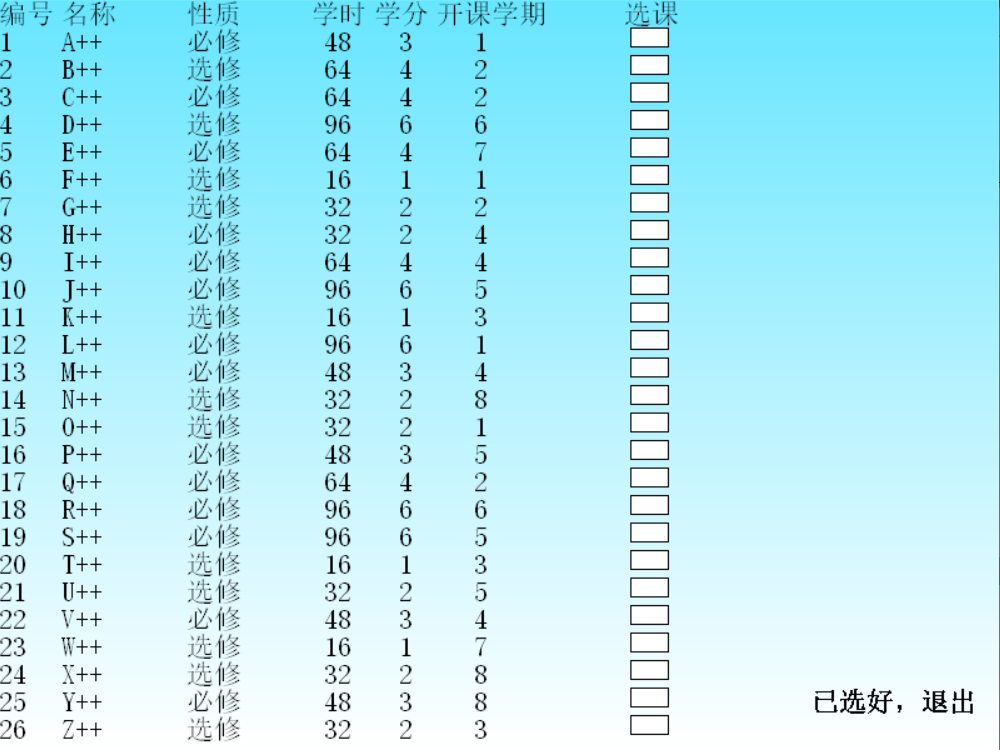 编号 名称 性质 学时 学分 开课学期 选课
1 A++ 必修 48 3 1
2 B++ 选修 64 4 2
3 C++ 必修 64 4 2
4 D++ 选修 96 6 6
5 E++ 必修 64 4 7
6 F++ 选修 16 1 1
7 G++ 选修 32 2 2
8 H++ 必修 32 2 4
9 I++ 必修 64 4 4
10 J++ 必修 96 6 5
11 K++ 选修 16 1 3
12 L++ 必修 96 6 1
13 M++ 必修 48 3 4
14 N++ 选修 32 2 8
15 O++ 选修 32 2 1
16 P++ 必修 48 3 5
17 Q++ 必修 64 4 2
18 R++ 必修 96 6 6
19 S++ 必修 96 6 5
20 T++ 选修 16 1 3
21 U++ 选修 32 2 5
22 V++ 必修 48 3 4
23 W++ 选修 16 1 7
24 X++ 选修 32 2 8
25 Y++ 必修 48 3 8
已选好，退出
26 Z++ 选修 32 2 3